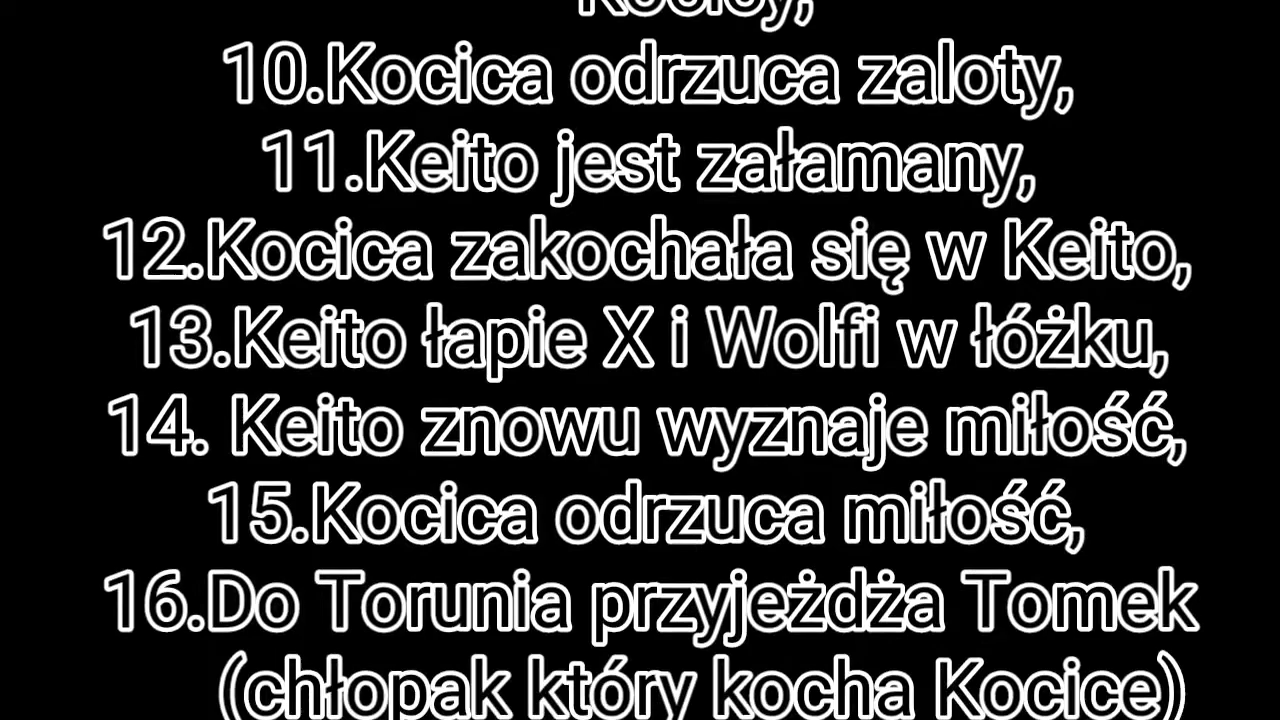 Kocicy,
10.Kocica odrzuca zaloty,
11.Keito jest załamany,
12.Kocica zakochała się w Keito,
13.Keito łapie X i Wolfi w łóżku,
14. Keito znowu wyznaje miłość,
15.Kocica odrzuca miłość,
16.Do Torunia przyjeżdża Tomek
(chłopak który kocha Kocice)